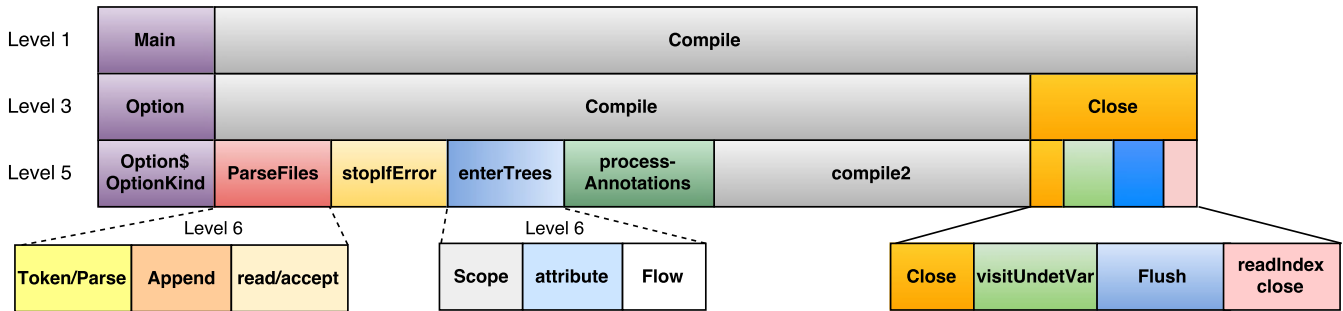 Level 1
Main
Compile
Level 3
Option
Compile
Close
Level 5
Option$
OptionKind
ParseFiles
stopIfError
enterTrees
process-
Annotations
compile2
Level 6
Token/Parse
Append
read/accept
Level 6
Scope
attribute
Flow
Close
visitUndetVar
Flush
readIndex
close